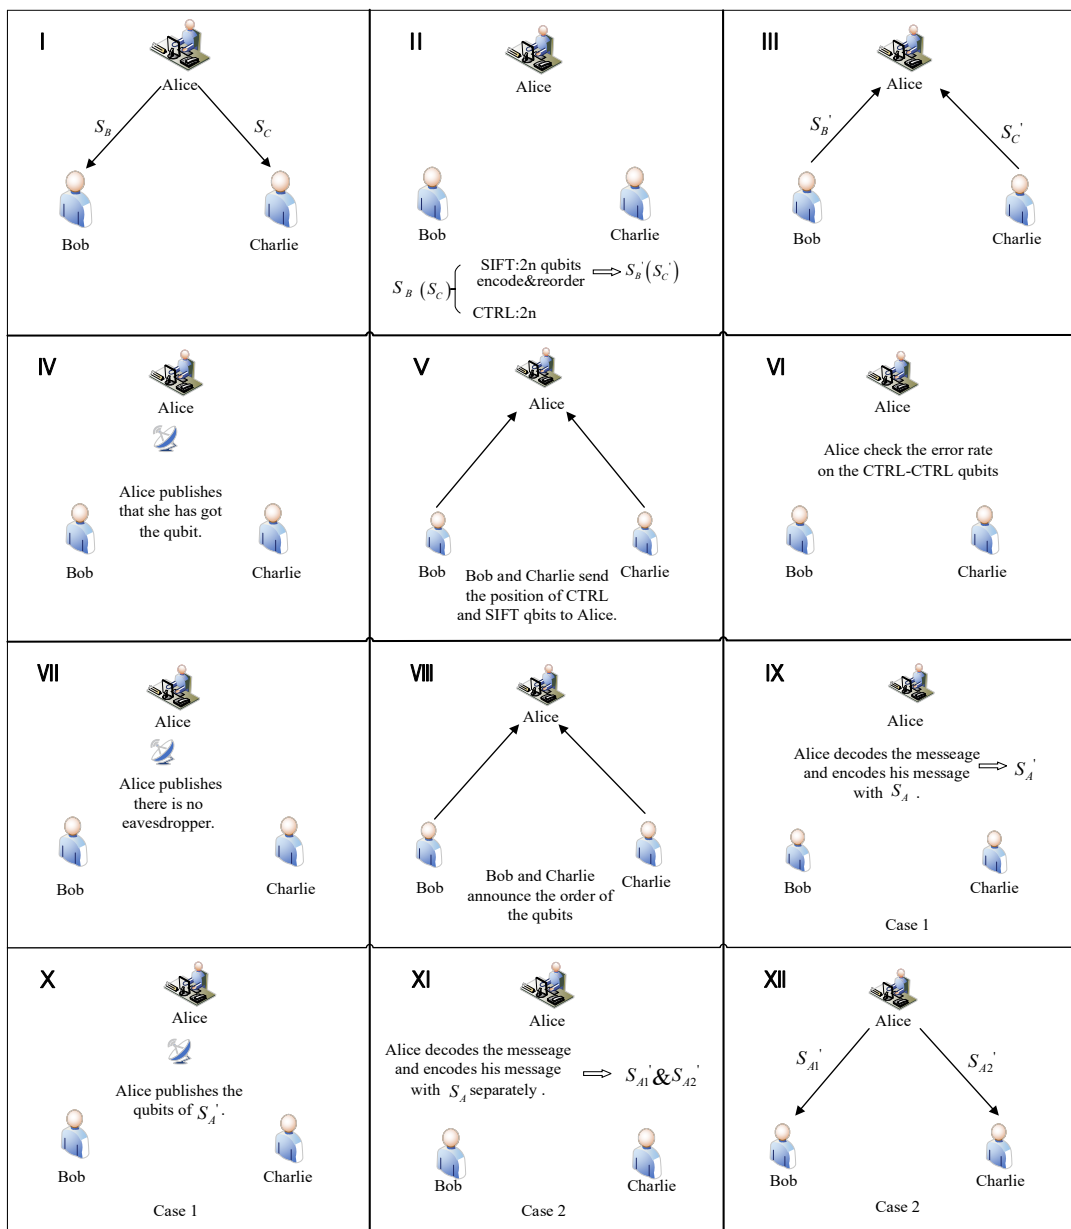 I
Alice
S_B
S_C
Bob
Charlie
II
Alice
Bob
Charlie
S_B (S_C)
SIFT:2n qubits
encode&reorder
S_B'(S_C')
CTRL:2n
III
Alice
S_B'
S_C'
Bob
Charlie
IV
Alice
Alice publishes
that she has got
the qubit.
Bob
Charlie
V
Alice
Bob
Charlie
Bob and Charlie send
the position of CTRL
and SIFT qbits to Alice.
VI
Alice
Alice check the error rate
on the CTRL-CTRL qubits
Bob
Charlie
VII
Alice
Alice publishes
there is no
eavesdropper.
Bob
Charlie
VIII
Alice
Bob
Charlie
Bob and Charlie
announce the order of
the qubits
IX
Alice
Alice decodes the messeage
and encodes his message
with S_A .
S_A'
Bob
Charlie
Case 1
X
Alice
Alice publishes the
qubits of S_A'.
Bob
Charlie
Case 1
XI
Alice
Alice decodes the messeage
and encodes his message
with S_A separately .
S_A1'&S_A2'
Bob
Charlie
Case 2
XII
Alice
S_A1'
S_A2'
Bob
Charlie
Case 2